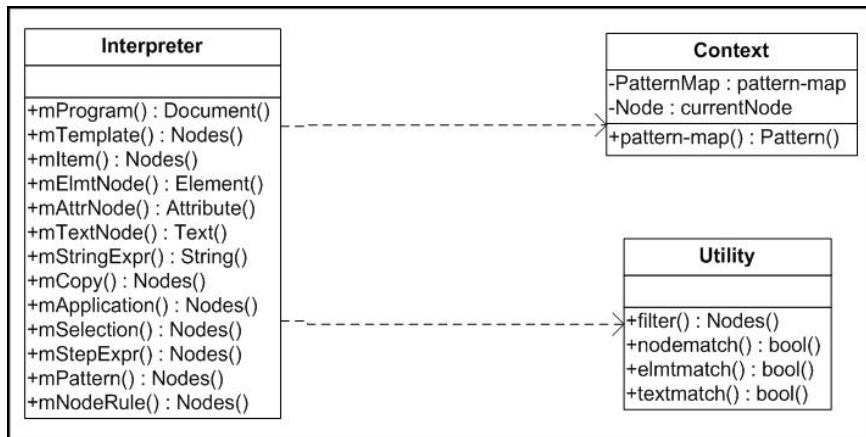 Interpreter
+mProgram() : Document()
+mTemplate() : Nodes()
+mItem() : Nodes()
+mElmtNode() : Element()
+mAttrNode() : Attribute()
+mTextNode() : Text()
+mStringExpr() : String()
+mCopy() : Nodes()
+mApplication() : Nodes()
+mSelection() : Nodes()
+mStepExpr() : Nodes()
+mPattern() : Nodes()
+mNodeRule() : Nodes()
Context
-PatternMap : pattern-map
-Node : currentNode
+pattern-map() : Pattern()
Utility
+filter() : Nodes()
+nodematch() : bool()
+elmtmatch() : bool()
+textmatch() : bool()